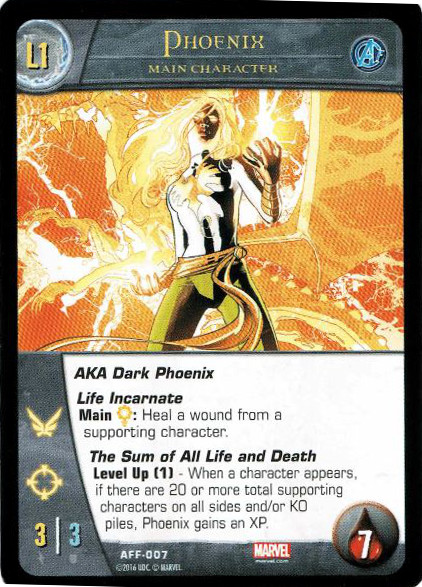 L1
PHOENIX
MAIN CHARACTER
AKA Dark Phoenix
Life Incarnate
Main : Heal a wound from a
supporting character.
The Sum of All Life and Death
Level Up (1) - When a character appears,
if there are 20 or more total supporting
characters on all sides and/or KO
piles, Phoenix gains an XP.
3 | 3
7
AFF-007
MARVEL
marvel.com
©2016 UDC. © MARVEL.